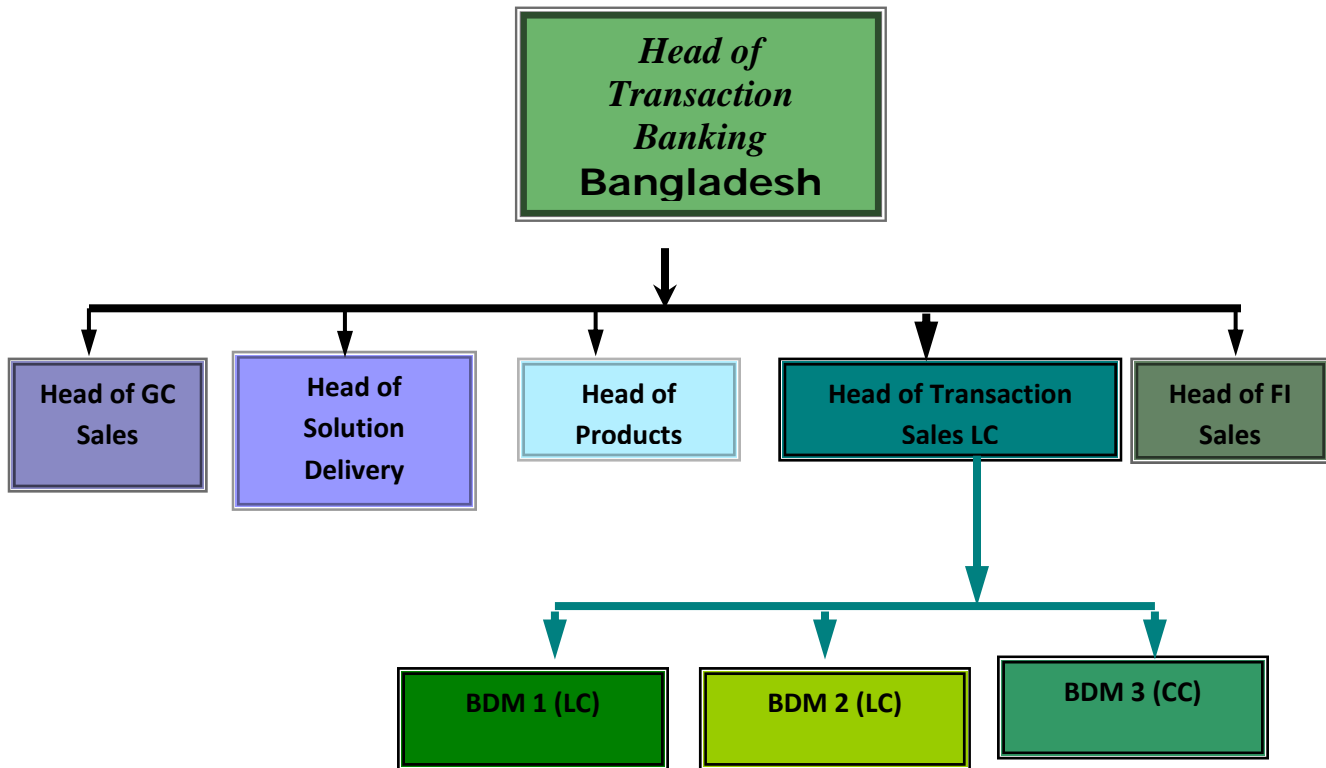 Head of
Transaction
Banking
Bangladesh
Head of GC
Sales
Head of
Solution
Delivery
Head of
Products
Head of Transaction
Sales LC
Head of FI
Sales
BDM 1 (LC)
BDM 2 (LC)
BDM 3 (CC)